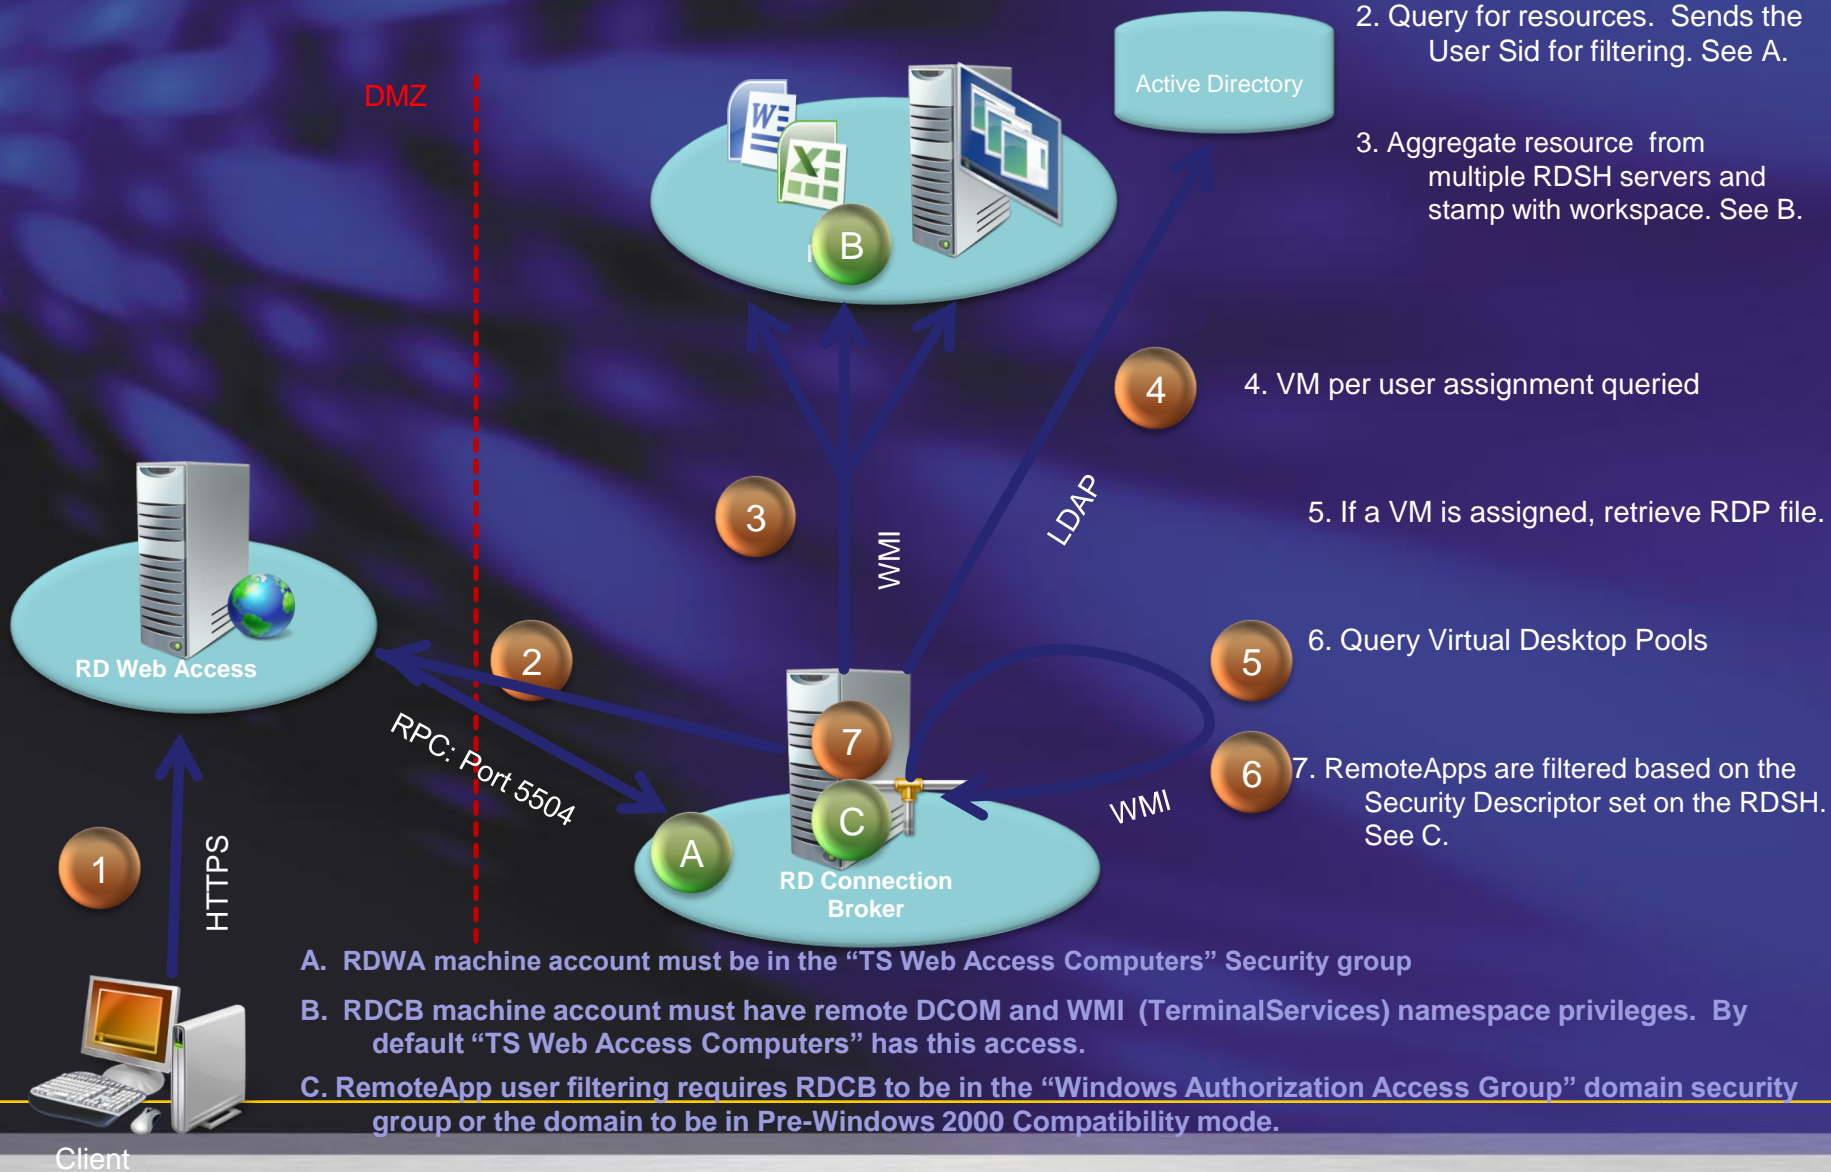 2. Query for resources.  Sends the
User Sid for filtering. See A.
DMZ
Active Directory
3. Aggregate resource  from
multiple RDSH servers and
stamp with workspace. See B.
W
X
B
4
4. VM per user assignment queried
3
WMI
LDAP
5. If a VM is assigned, retrieve RDP file.
RD Web Access
2
5
6. Query Virtual Desktop Pools
RPC: Port 5504
7
6
7. RemoteApps are filtered based on the
Security Descriptor set on the RDSH.
See C.
WMI
C
A
1
HTTPS
RD Connection
Broker
A.  RDWA machine account must be in the “TS Web Access Computers” Security group
B.  RDCB machine account must have remote DCOM and WMI  (TerminalServices) namespace privileges.  By
default “TS Web Access Computers” has this access.
C. RemoteApp user filtering requires RDCB to be in the “Windows Authorization Access Group” domain security
group or the domain to be in Pre-Windows 2000 Compatibility mode.
Client